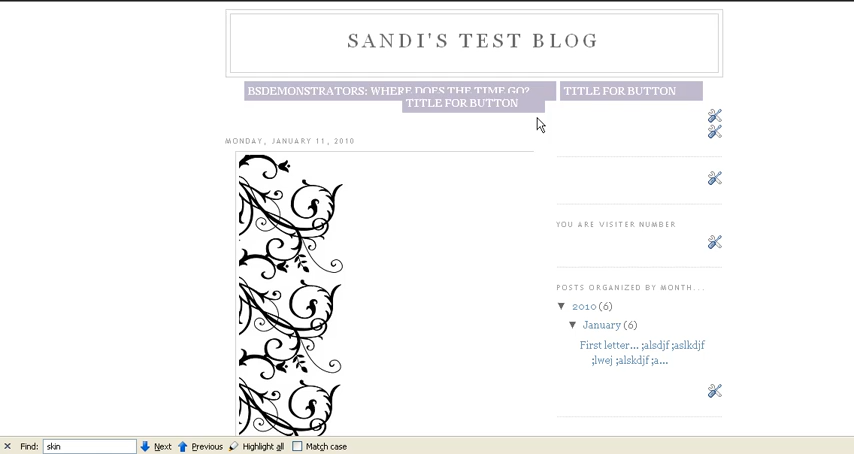 SANDI'S TEST BLOG
BSDEMONSTRATORS: WHERE DOES THE TIME GO? TITLE FOR BUTTON
TITLE FOR BUTTON
MONDAY, JANUARY 11, 2010
YOU ARE VISITER NUMBER
POSTS ORGANIZED BY MONTH...
▼ 2010 (6)
▼ January (6)
First letter... ;alsdjf ;aslkdjf
;lwej ;alskdjf ;a...
Find: skin Next Previous Highlight all Match case